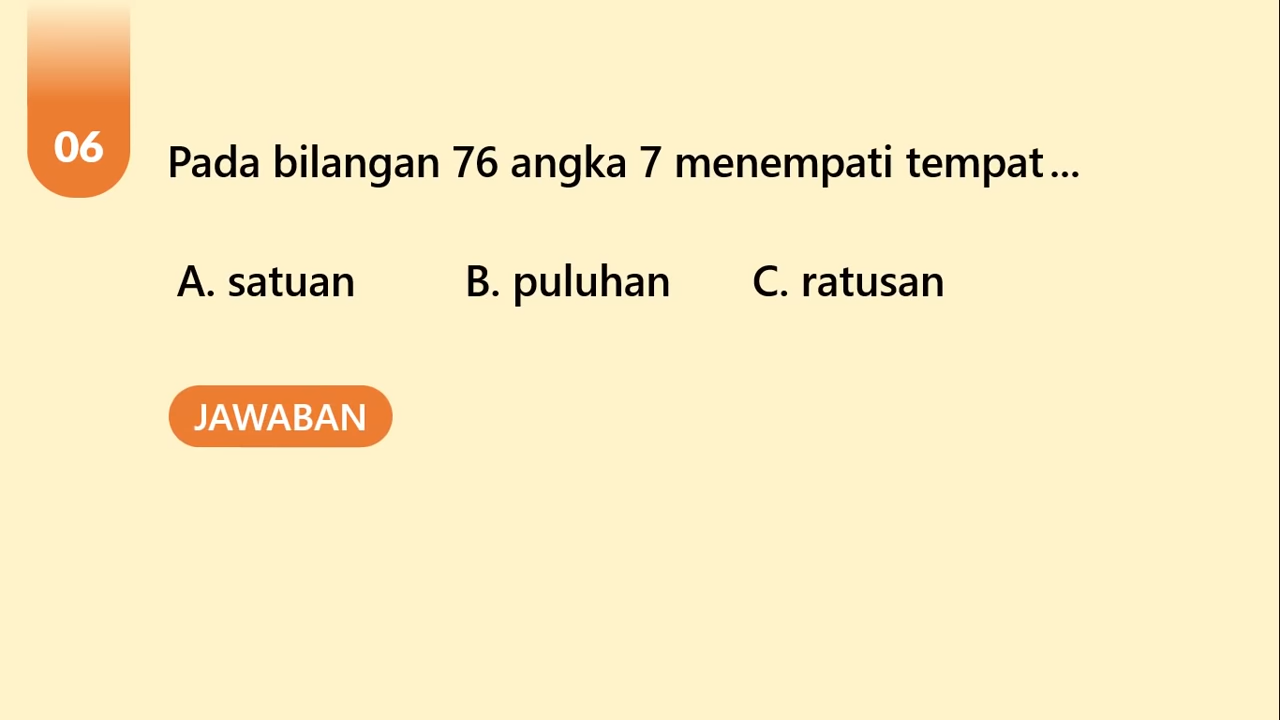 06
Pada bilangan 76 angka 7 menempati tempat...
A. satuan B. puluhan C. ratusan
JAWABAN